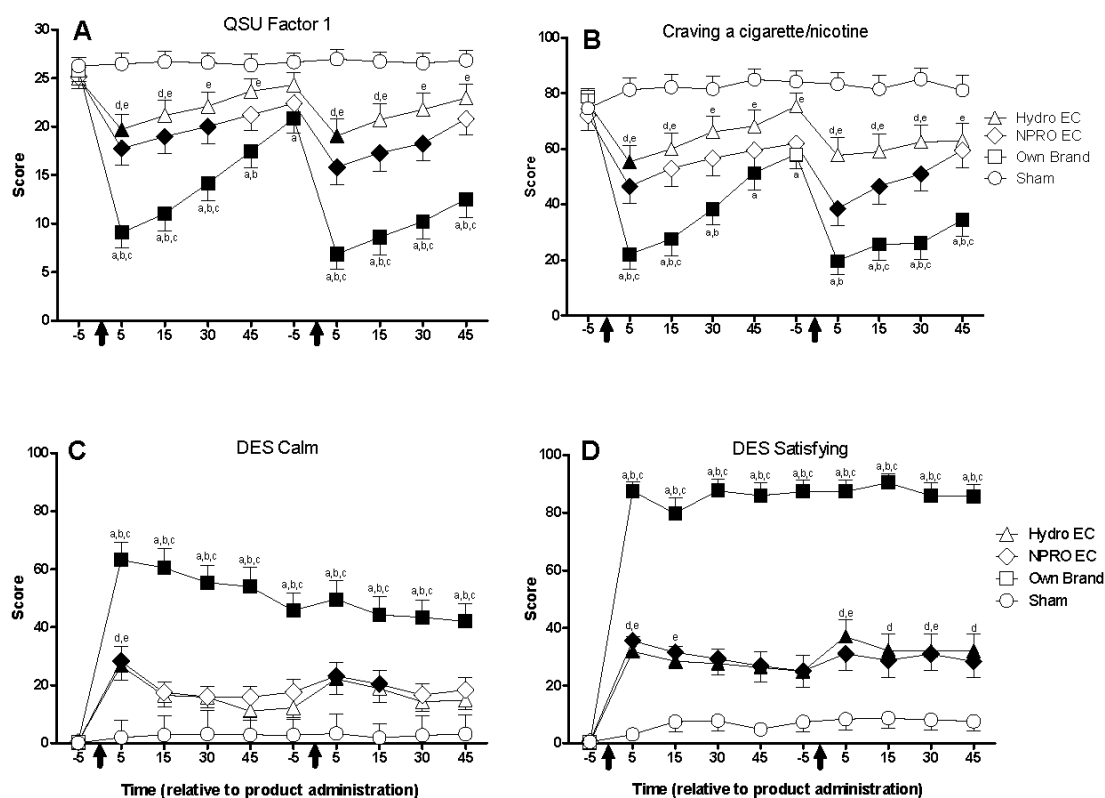 A
QSU Factor 1
30
25
20
15
10
5
0
Score
d,e d,e e e d,e d,e e e
a,b,c a,b,c a,b,c a,b a a,b,c a,b,c a,b,c a,b,c
-5 5 15 30 45 -5 5 15 30 45
B
Craving a cigarette/nicotine
100
80
60
40
20
0
Score
d,e d,e e e e d,e d,e d,e e
a,b,c a,b,c a,b a a a,b a,b,c a,b,c a,b,c
-5 5 15 30 45 -5 5 15 30 45
Hydro EC
NPRO EC
Own Brand
Sham
C
DES Calm
100
80
60
40
20
0
Score
a,b,c a,b,c a,b,c a,b,c a,b,c a,b,c a,b,c a,b,c a,b,c
d,e
-5 5 15 30 45 -5 5 15 30 45
Time (relative to product administration)
D
DES Satisfying
100
80
60
40
20
0
Score
a,b,c a,b,c a,b,c a,b,c a,b,c a,b,c a,b,c a,b,c a,b,c
d,e e d,e d d,e d
-5 5 15 30 45 -5 5 15 30 45
Time (relative to product administration)
Hydro EC
NPRO EC
Own Brand
Sham